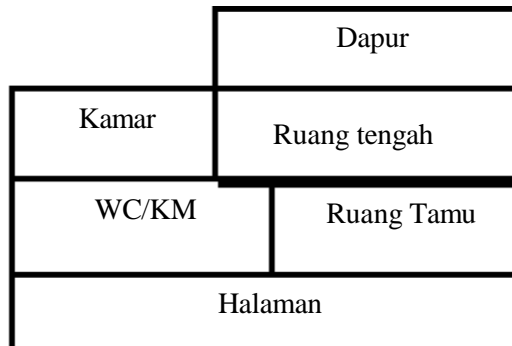 Dapur
Kamar
Ruang tengah
WC/KM
Ruang Tamu
Halaman